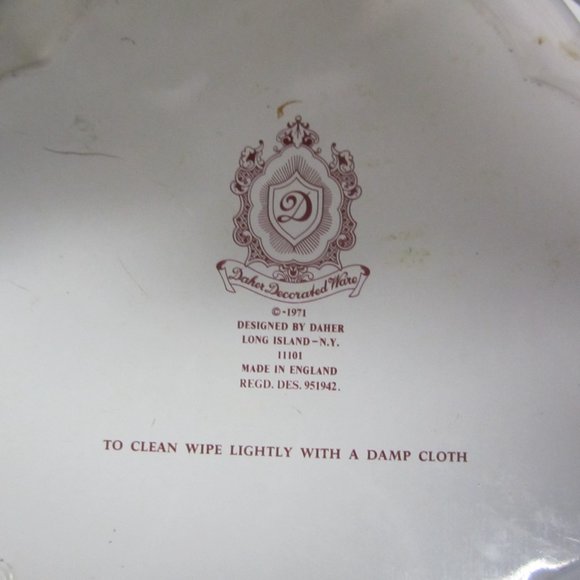 D
Daher Decorated Ware
©-1971
DESIGNED BY DAHER
LONG ISLAND-N.Y.
11101
MADE IN ENGLAND
REGD. DES. 951942.
TO CLEAN WIPE LIGHTLY WITH A DAMP CLOTH